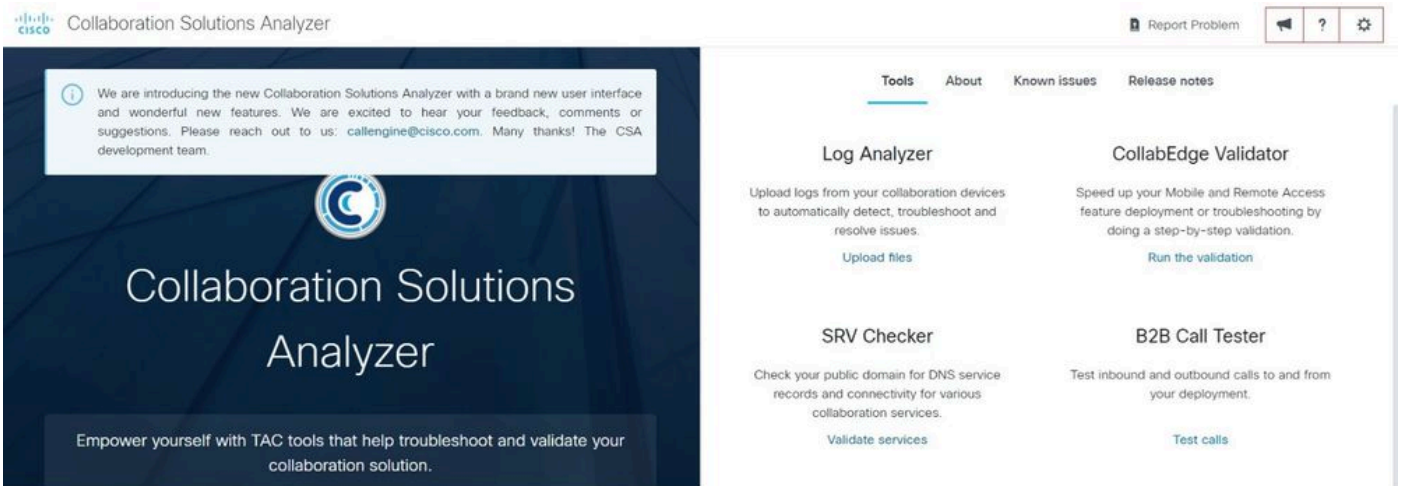 cisco Collaboration Solutions Analyzer
Report Problem
?
We are introducing the new Collaboration Solutions Analyzer with a brand new user interface
and wonderful new features. We are excited to hear your feedback, comments or
suggestions. Please reach out to us: callengine@cisco.com. Many thanks! The CSA
development team.
Collaboration Solutions
Analyzer
Empower yourself with TAC tools that help troubleshoot and validate your
collaboration solution.
Tools About Known issues Release notes
Log Analyzer
Upload logs from your collaboration devices
to automatically detect, troubleshoot and
resolve issues.
Upload files
CollabEdge Validator
Speed up your Mobile and Remote Access
feature deployment or troubleshooting by
doing a step-by-step validation.
Run the validation
SRV Checker
Check your public domain for DNS service
records and connectivity for various
collaboration services.
Validate services
B2B Call Tester
Test inbound and outbound calls to and from
your deployment.
Test calls